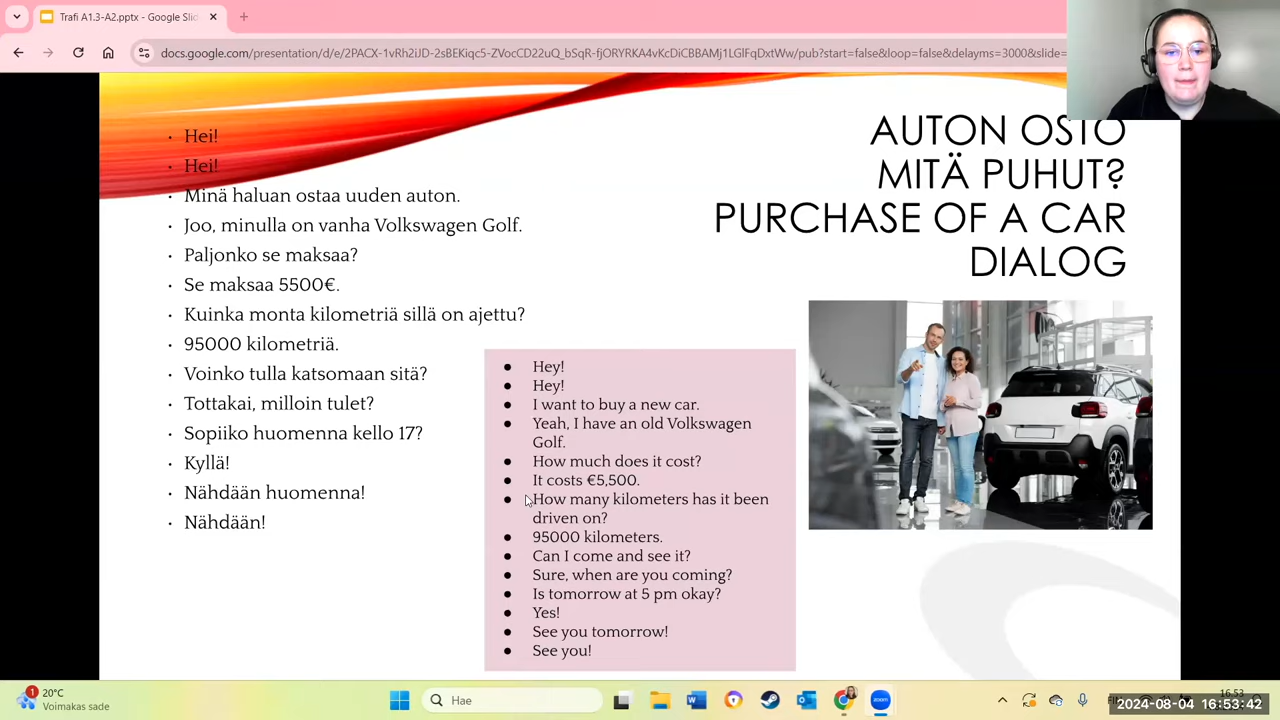 Trafi A1.3-A2.pptx - Google Slid
docs.google.com/presentation/d/e/2PACX-1vRh2iJD-2sBEKqc5-ZVocCD22uQ_bSqR-fjORYRKA4vKcDiCBBAMj1LGlFqDxtWw/pub?start=false&loop=false&delayms=3000&slide=
AUTON OSTO
MITÄ PUHUT?
PURCHASE OF A CAR
DIALOG
• Hei!
• Hei!
• Minä haluan ostaa uuden auton.
• Joo, minulla on vanha Volkswagen Golf.
• Paljonko se maksaa?
• Se maksaa 5500€.
• Kuinka monta kilometriä sillä on ajettu?
• 95000 kilometriä.
• Voinko tulla katsomaan sitä?
• Tottakai, milloin tulet?
• Sopiiko huomenna kello 17?
• Kyllä!
• Nähdään huomenna!
• Nähdään!
● Hey!
● Hey!
● I want to buy a new car.
● Yeah, I have an old Volkswagen
Golf.
● How much does it cost?
● It costs €5,500.
● How many kilometers has it been
driven on?
● 95000 kilometers.
● Can I come and see it?
● Sure, when are you coming?
● Is tomorrow at 5 pm okay?
● Yes!
● See you tomorrow!
● See you!
1
20°C
Voimakas sade
Hae
zoom
16.53
2024-08-04 16:53:42